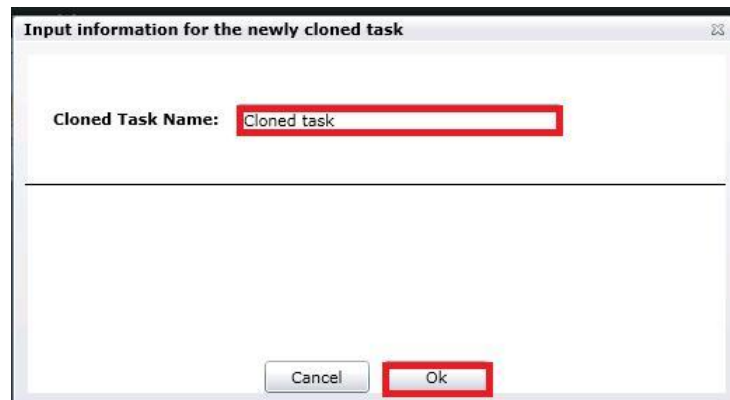 Input information for the newly cloned task
Cloned Task Name: Cloned task
Cancel Ok